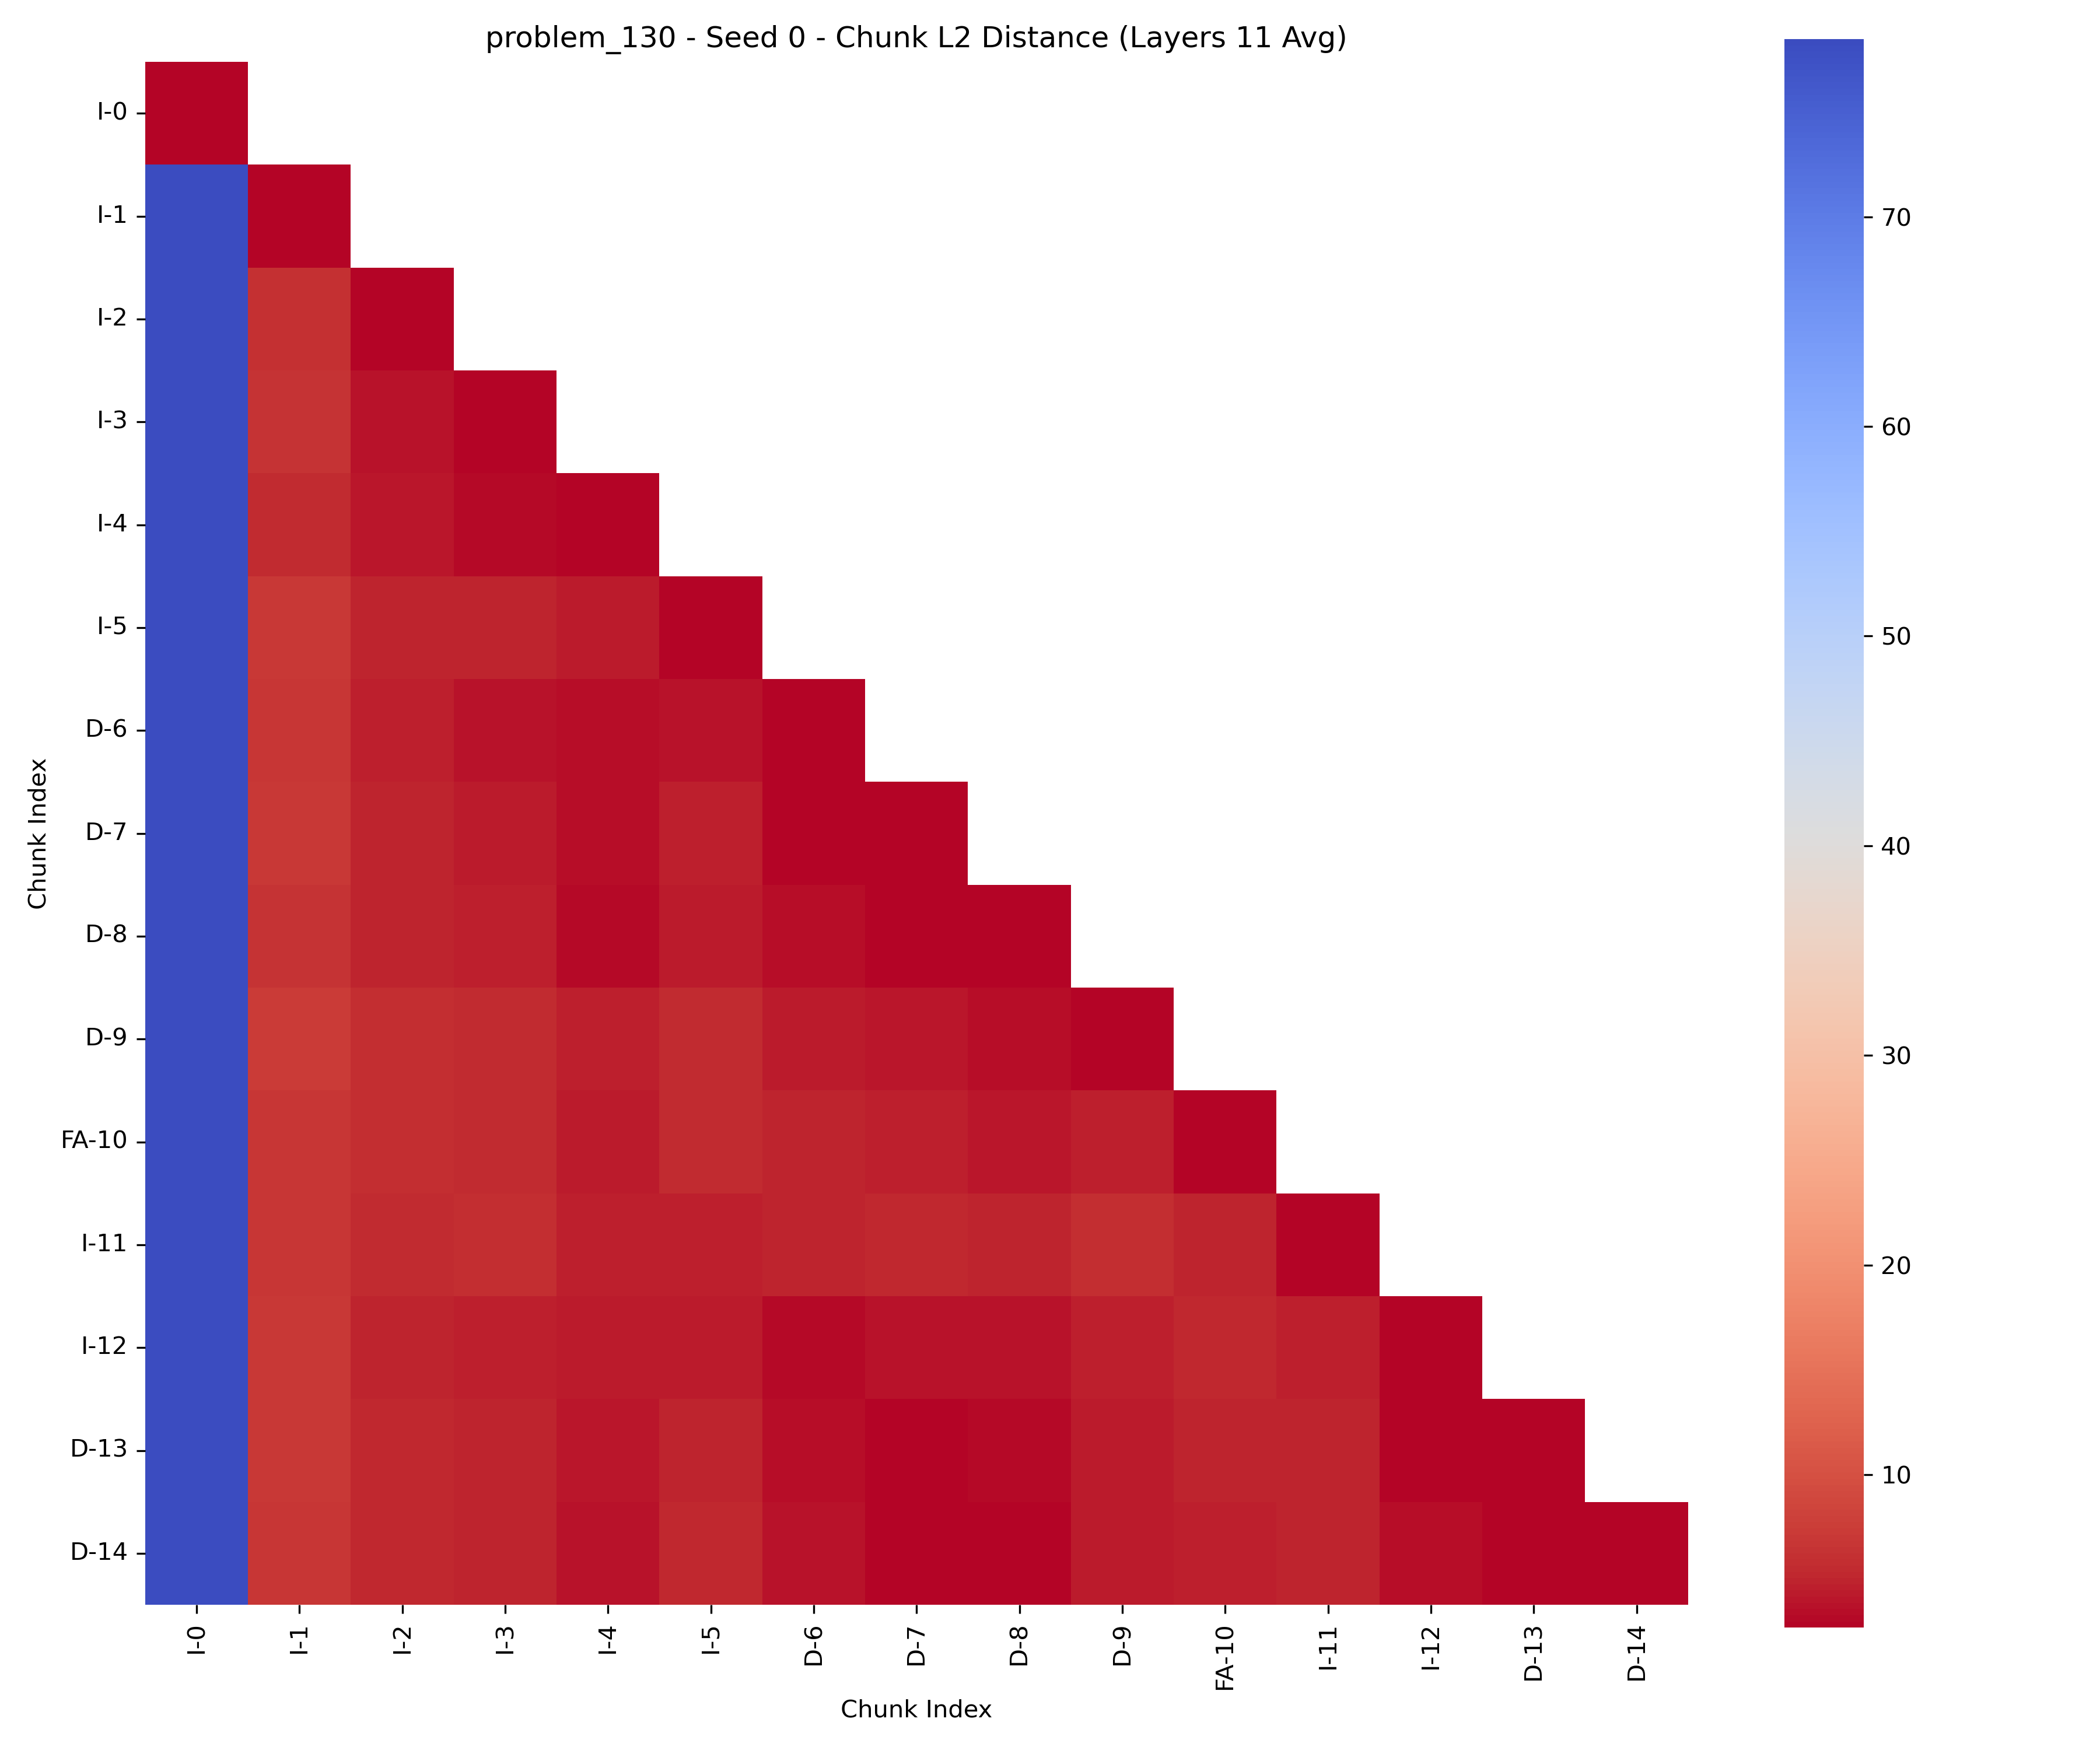 problem_130 - Seed 0 - Chunk L2 Distance (Layers 11 Avg)
I-0
I-1
I-2
I-3
I-4
I-5
D-6
D-7
D-8
D-9
FA-10
I-11
I-12
D-13
D-14
Chunk Index
I-0
I-1
I-2
I-3
I-4
I-5
D-6
D-7
D-8
D-9
FA-10
I-11
I-12
D-13
D-14
Chunk Index
70
60
50
40
30
20
10